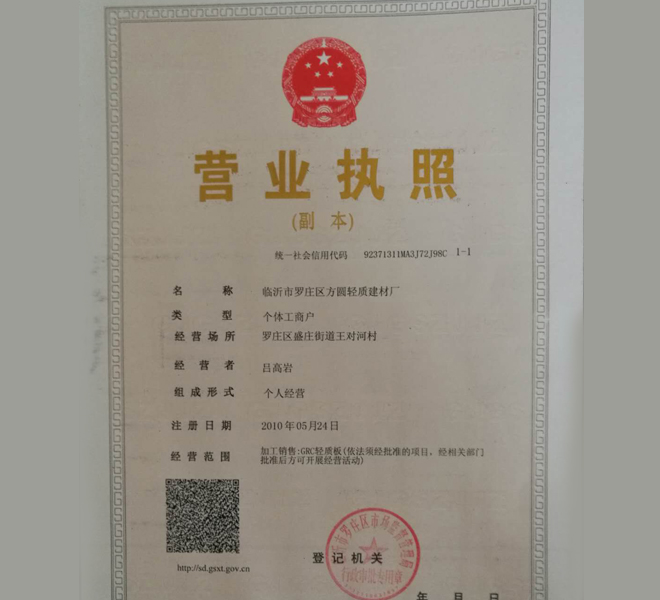 营业执照
(副 本)
统一社会信用代码 92371311MA3J72J98C 1-1
名 称 临沂市罗庄区方圆轻质建材厂
类 型 个体工商户
经营场所 罗庄区盛庄街道王对河村
经 营 者 吕高岩
组成形式 个人经营
注册日期 2010年05月24日
经营范围 加工销售:GRC轻质板(依法须经批准的项目，经相关部门
批准后方可开展经营活动)
登记机关
行政审批专用章
http://sd.gsxt.gov.cn
年 月 日